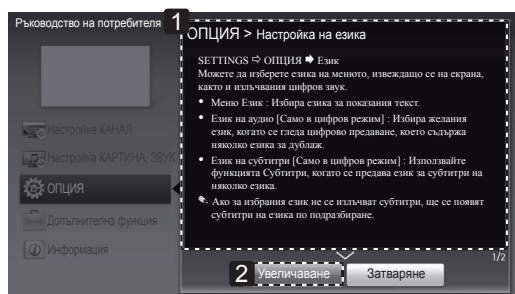 Ръководство на потребителя
1
ОПЦИЯ > Настройка на езика
SETTINGS ⇨ ОПЦИЯ ➡ Език
Можете да изберете езика на менюто, извеждащо се на екрана,
както и излъчвания цифров звук.
• Меню Език : Избира езика за показания текст.
• Език на аудио [Само в цифров режим] : Избира желания
език, когато се гледа цифрово предаване, което съдържа
няколко езика за дублаж.
• Език на субтитри [Само в цифров режим] : Използвайте
функцията Субтитри, когато се предава език за субтитри на
няколко езика.
✎ Ако за избрания език не се излъчват субтитри, ще се появят
субтитри на езика по подразбиране.
Настройка КАНАЛ
Настройка КАРТИНА, ЗВУК
ОПЦИЯ
Допълнителна функция
Информация
1/2
2
Увеличаване
Затваряне